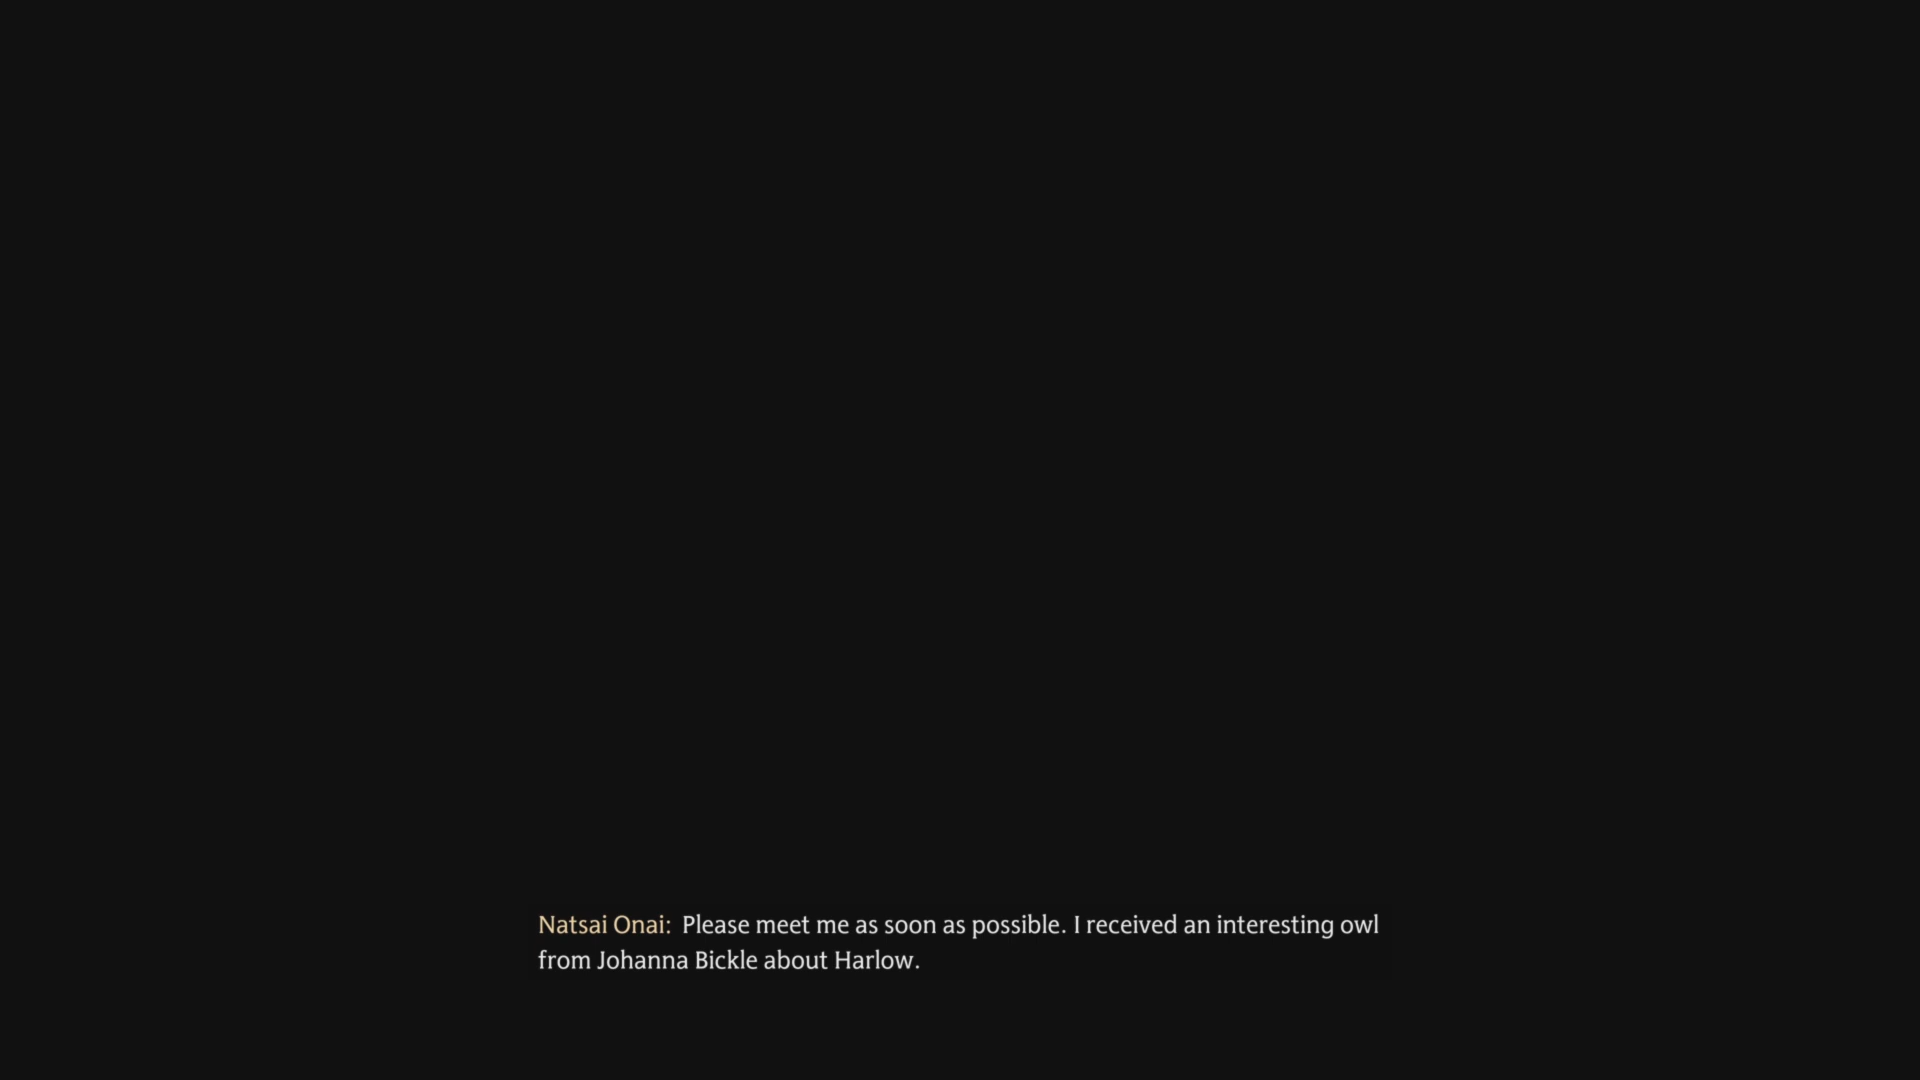 Natsai Onai: Please meet me as soon as possible. I received an interesting owl
from Johanna Bickle about Harlow.